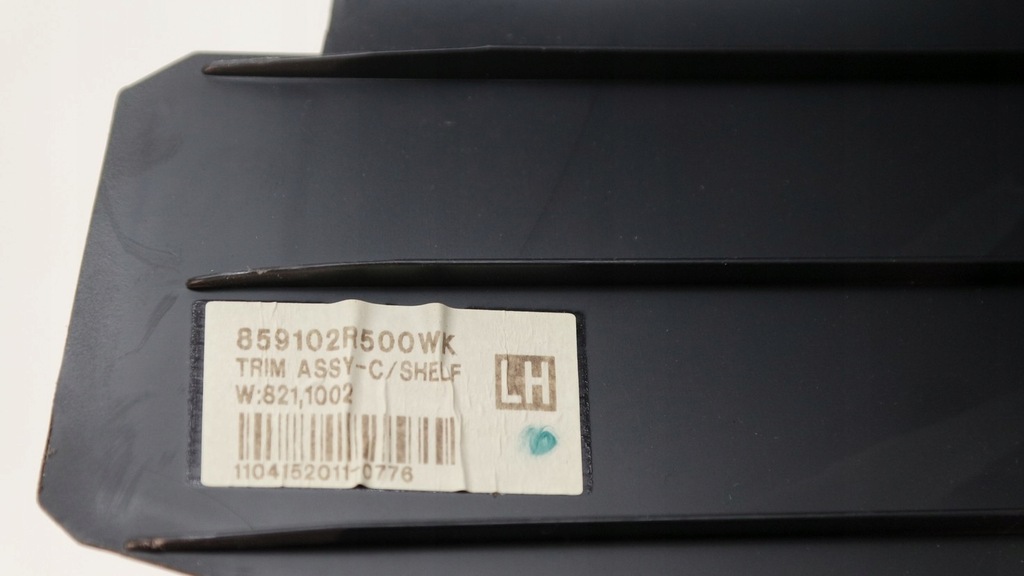 859102R500WK
TRIM ASSY-C/SHELF
W:821,1002
LH
1104152011-0776